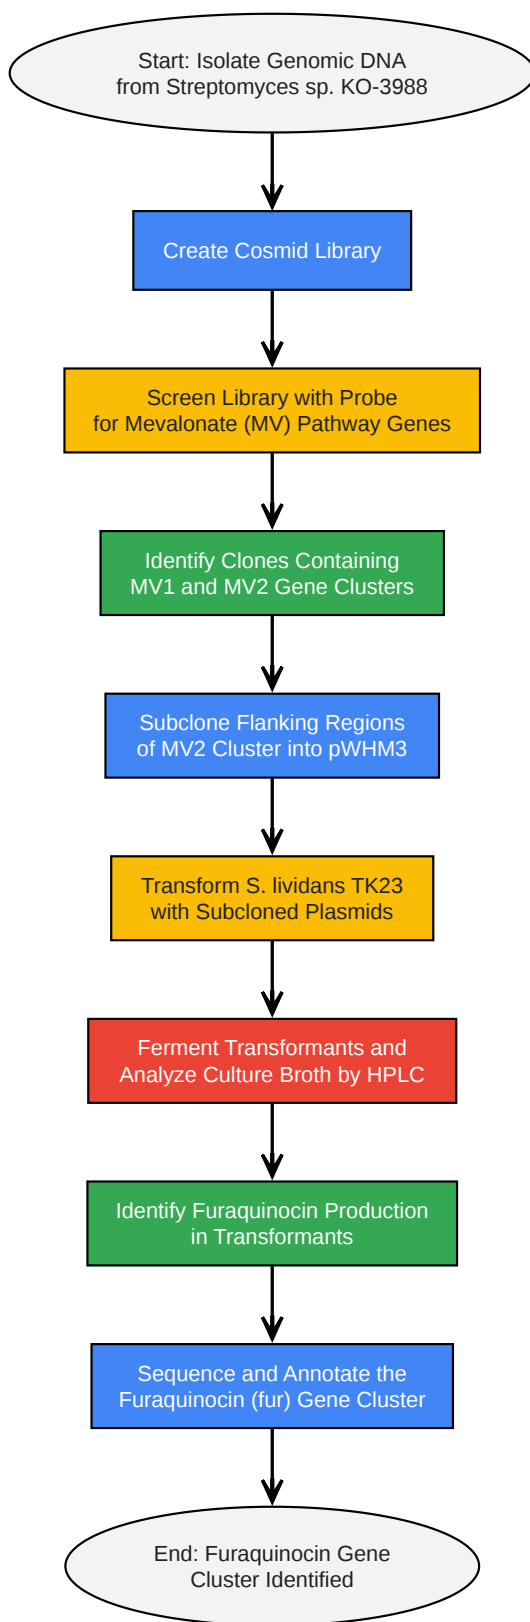 Start: Isolate Genomic DNA
from Streptomyces sp. KO-3988
Create Cosmid Library
Screen Library with Probe
for Mevalonate (MV) Pathway Genes
Identify Clones Containing
MV1 and MV2 Gene Clusters
Subclone Flanking Regions
of MV2 Cluster into pWHM3
Transform S. lividans TK23
with Subcloned Plasmids
Ferment Transformants and
Analyze Culture Broth by HPLC
Identify Furaquinocin Production
in Transformants
Sequence and Annotate the
Furaquinocin (fur) Gene Cluster
End: Furaquinocin Gene
Cluster Identified